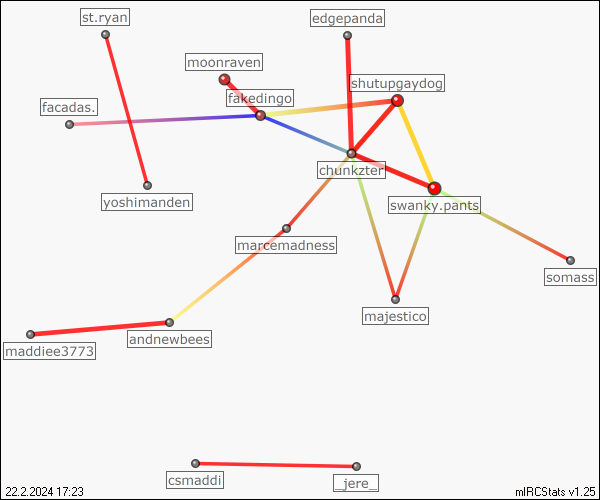 st.ryan
edgepanda
moonraven
shutupgaydog
fakedingo
facadas.
chunkzter
yoshimanden
swanky.pants
marcemadness
somass
majestico
andnewbees
maddiee3773
csmaddi
_jere_
22.2.2024 17:23
mIRCStats v1.25